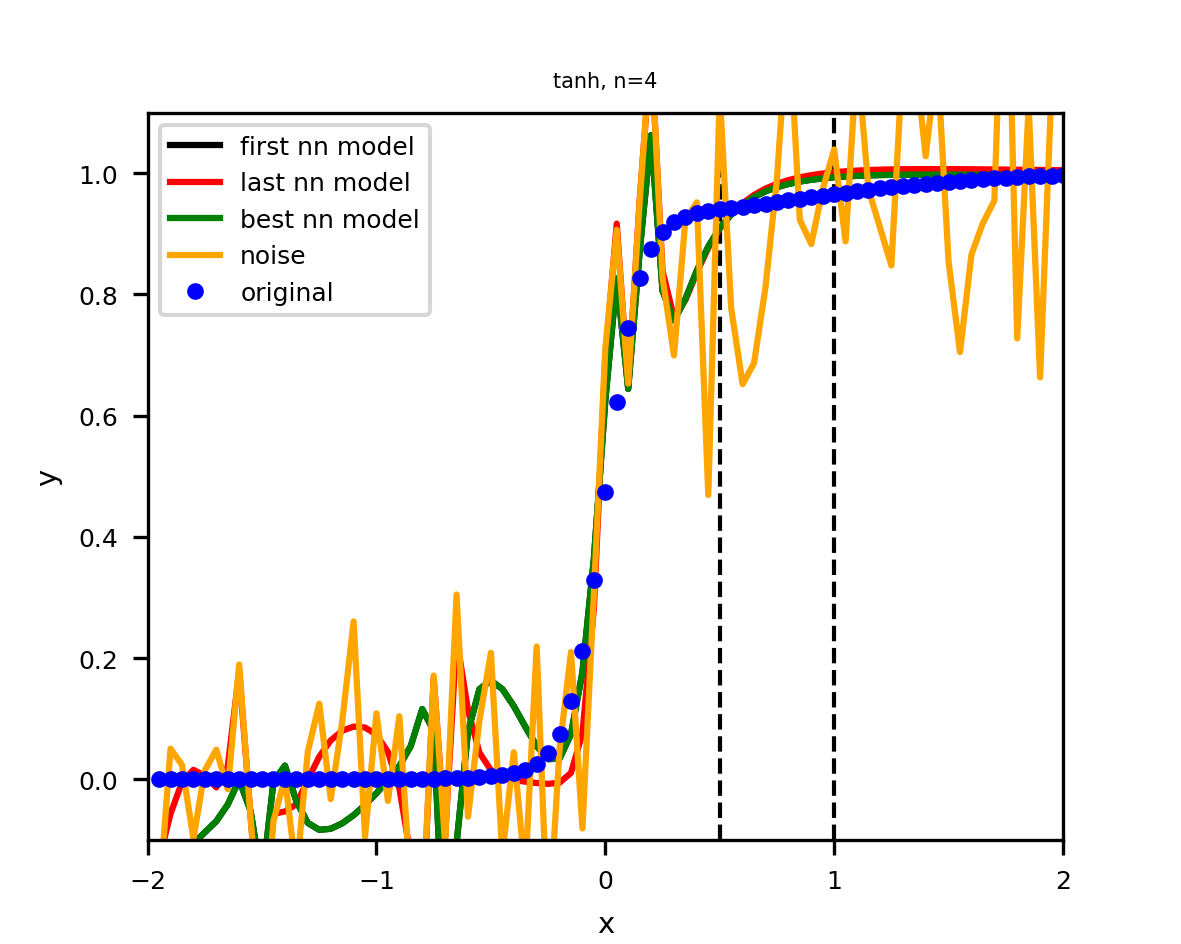 tanh, n=4
first nn model
last nn model
best nn model
noise
original
1.0
0.8
0.6
0.4
0.2
0.0
y
−2
−1
0
1
2
x